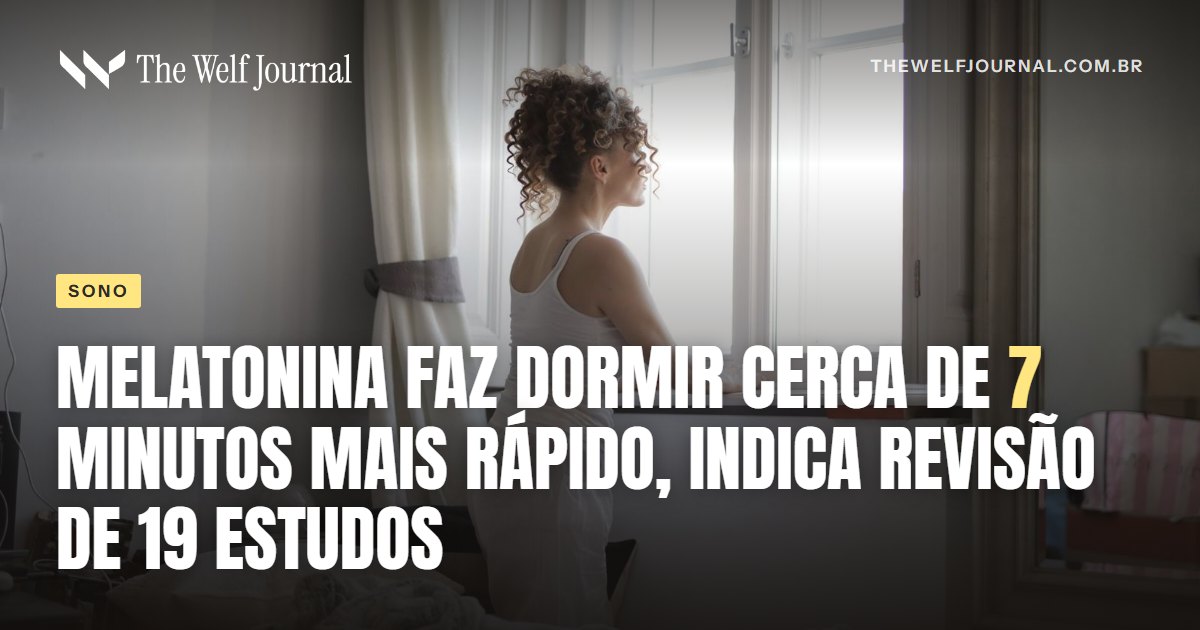 The Welf Journal
THEWELFJOURNAL.COM.BR
SONO
MELATONINA FAZ DORMIR CERCA DE 7
MINUTOS MAIS RÁPIDO, INDICA REVISÃO
DE 19 ESTUDOS